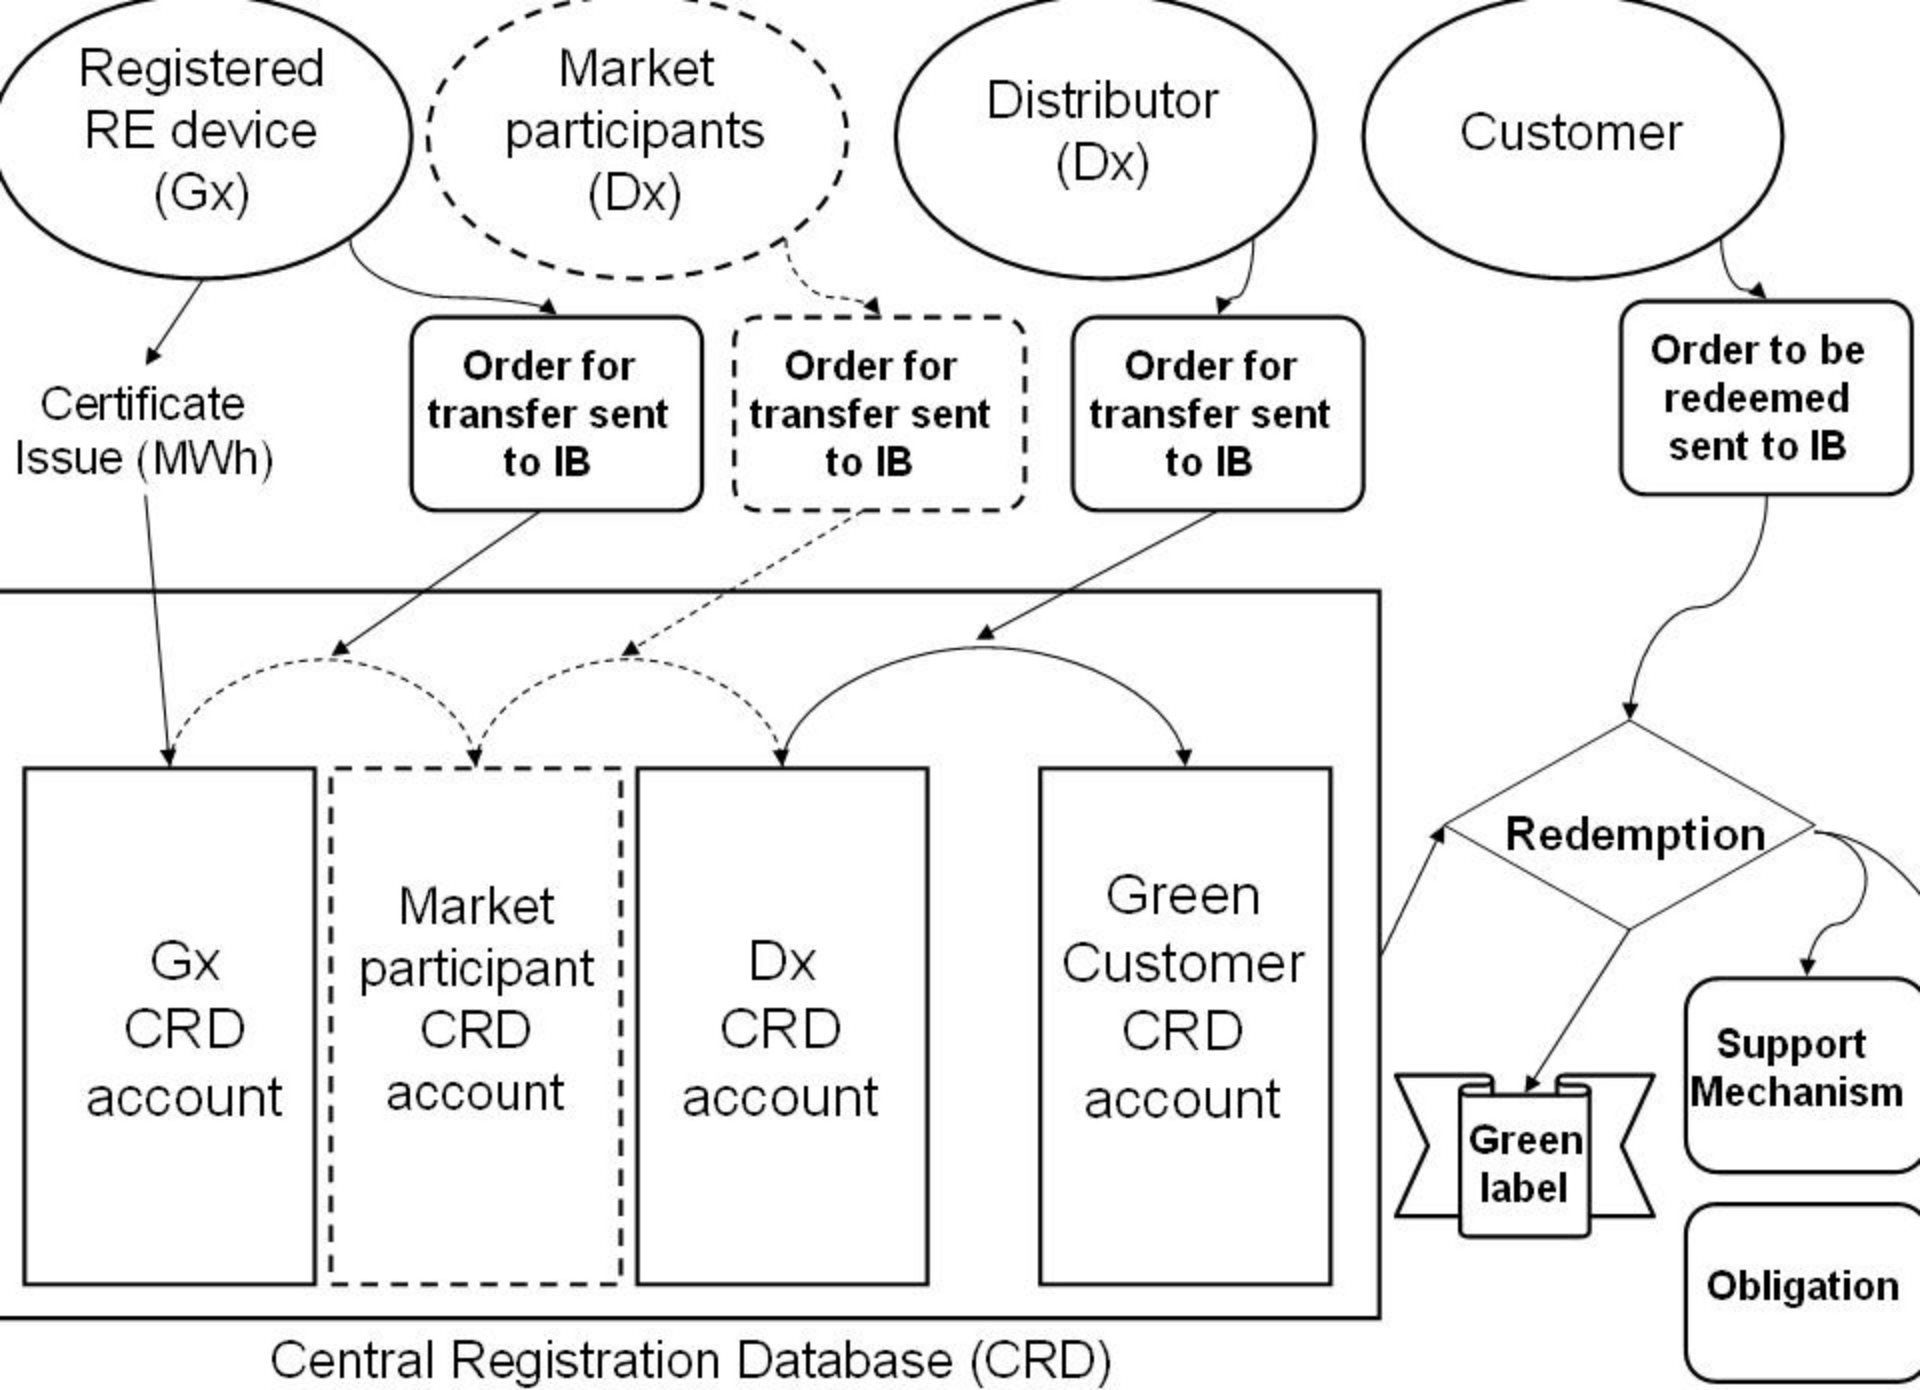 Registered
RE device
(Gx)
Market
participants
(Dx)
Distributor
(Dx)
Customer
Certificate
Issue (MWh)
Order for
transfer sent
to IB
Order for
transfer sent
to IB
Order for
transfer sent
to IB
Order to be
redeemed
sent to IB
Gx
CRD
account
Market
participant
CRD
account
Dx
CRD
account
Green
Customer
CRD
account
Redemption
Green
label
Support
Mechanism
Obligation
Central Registration Database (CRD)